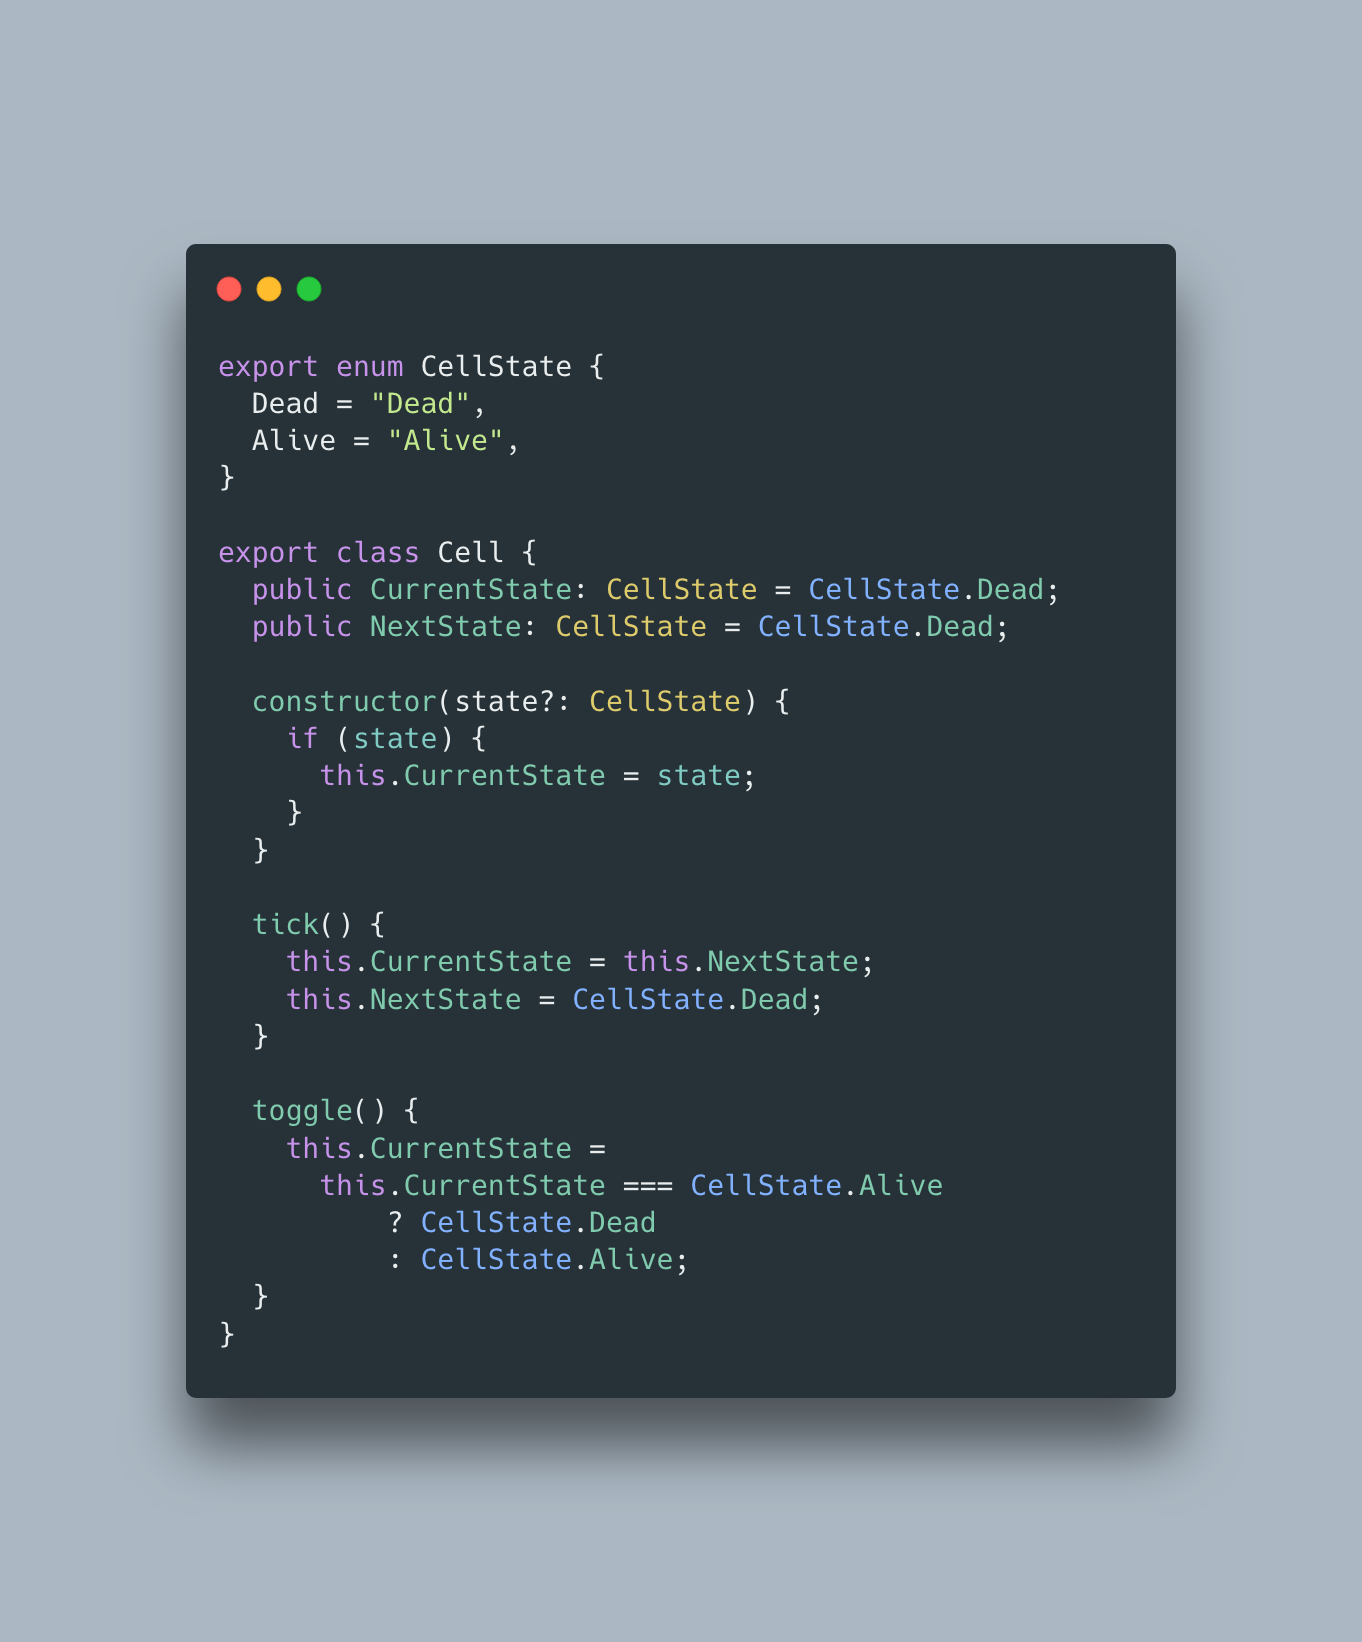 export enum CellState {
  Dead = "Dead",
  Alive = "Alive",
}

export class Cell {
  public CurrentState: CellState = CellState.Dead;
  public NextState: CellState = CellState.Dead;

  constructor(state?: CellState) {
    if (state) {
      this.CurrentState = state;
    }
  }

  tick() {
    this.CurrentState = this.NextState;
    this.NextState = CellState.Dead;
  }

  toggle() {
    this.CurrentState =
      this.CurrentState === CellState.Alive
          ? CellState.Dead
          : CellState.Alive;
  }
}